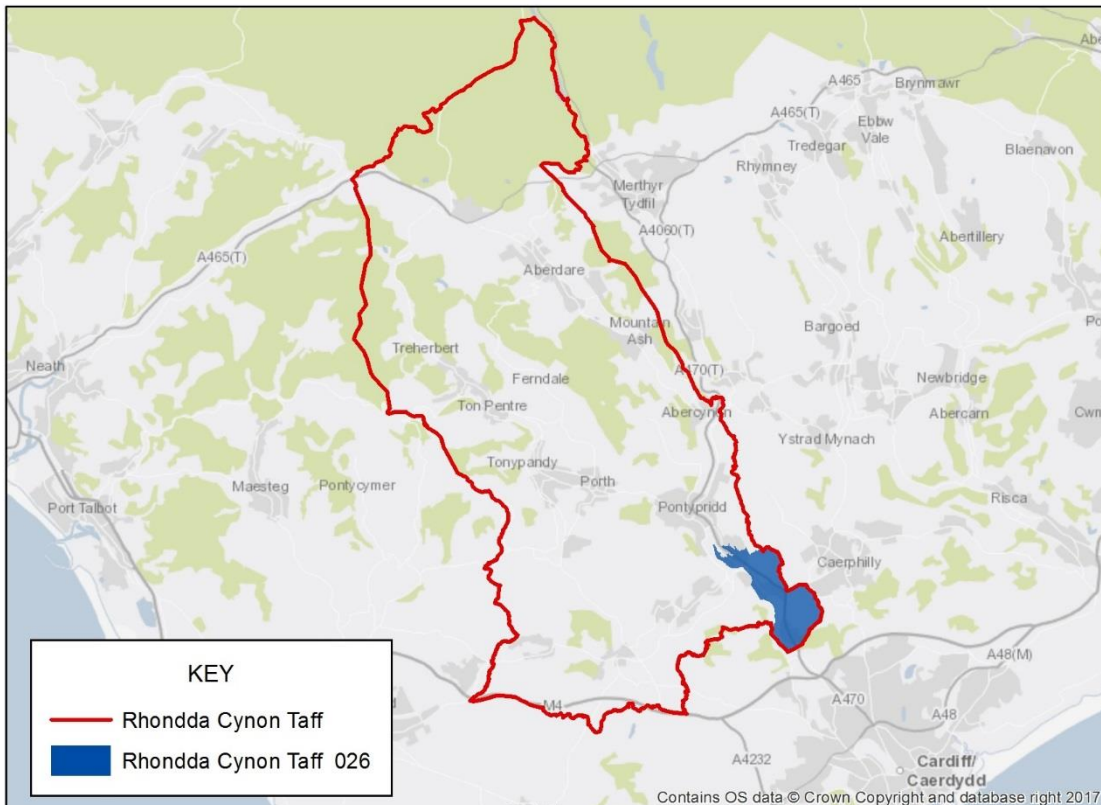 Abe
A465
Brynmawr
A465(T)
Ebbw
Vale
Tredegar
Rhymney
Blaenavon
Merthyr
Tydfil
A4060(T)
Abertillery
A465(T)
Aberdare
Mountain
Ash
Bargoed
Po
Neath
Treherbert
Ferndale
A470(T)
Newbridge
Ton Pentre
Abercynon
Abercarn
Cwm
Ystrad Mynach
Tonypandy
Porth
Maesteg
Pontycymer
Risca
Port Talbot
Pontypridd
Caerphilly
A48(M)
M4
A470
A48
A4232
Cardiff/
Caerdydd
KEY
Rhondda Cynon Taff
Rhondda Cynon Taff 026
d
Contains OS data © Crown Copyright and database right 2017